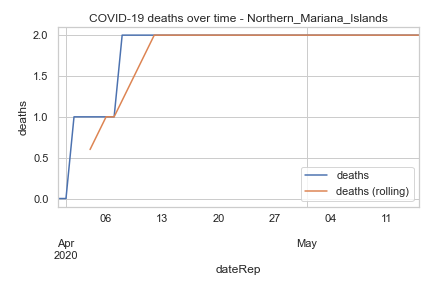 COVID-19 deaths over time - Northern_Mariana_Islands
deaths
2.0
1.5
1.0
0.5
0.0
deaths
deaths (rolling)
06 13 20 27 04 11
Apr May
2020
dateRep